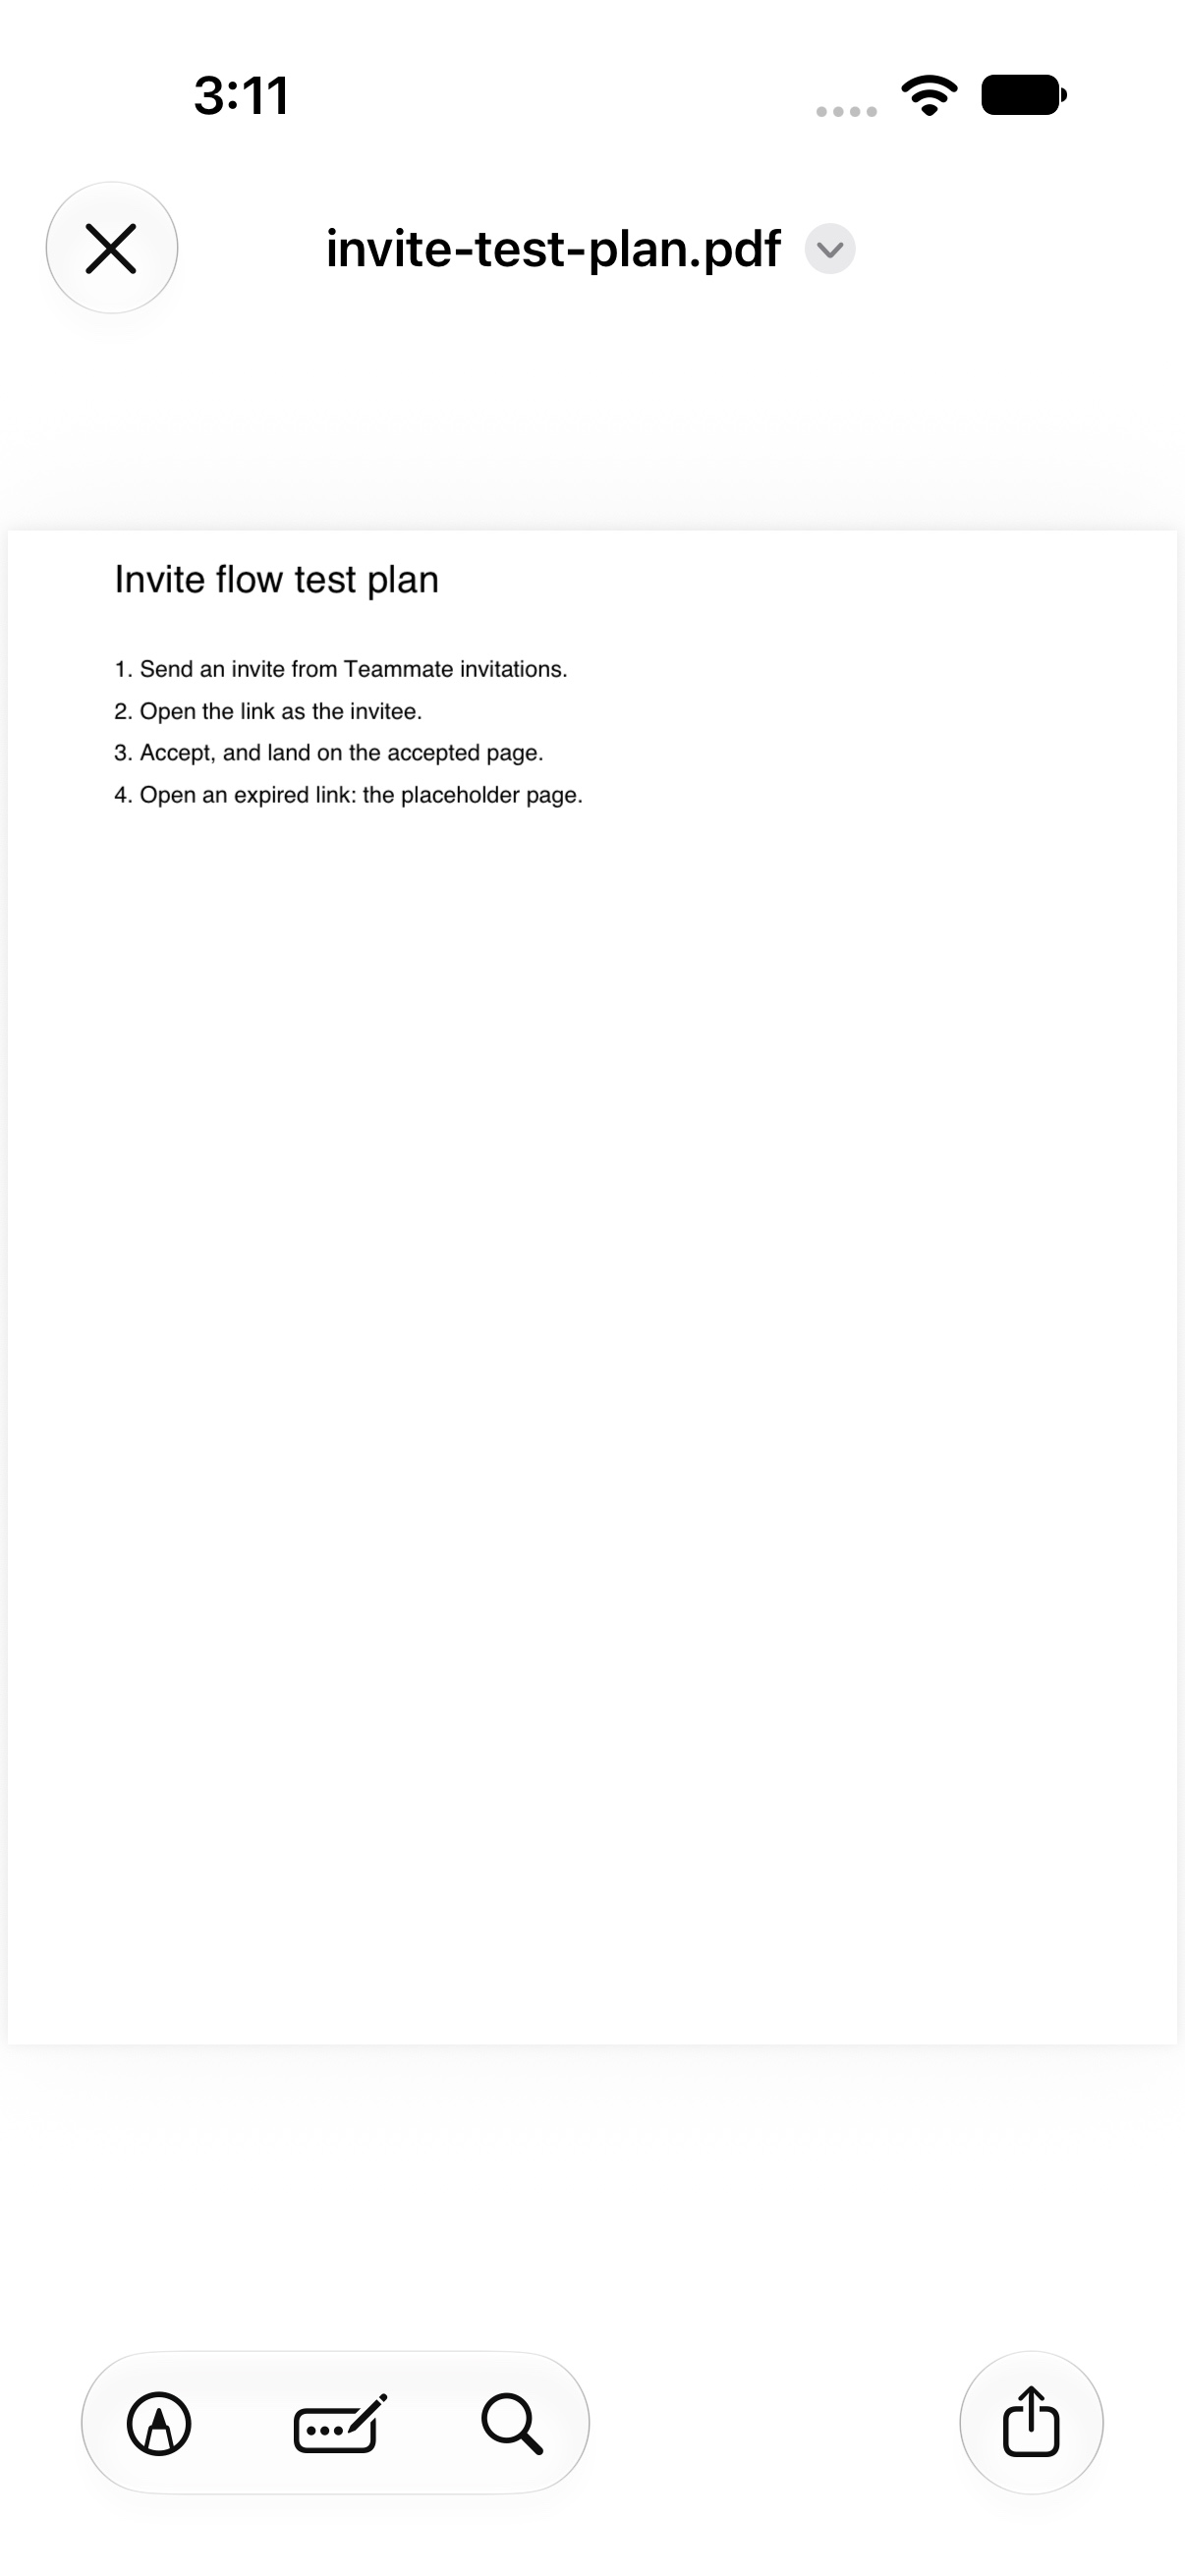 3:11
invite-test-plan.pdf
Invite flow test plan
1. Send an invite from Teammate invitations.
2. Open the link as the invitee.
3. Accept, and land on the accepted page.
4. Open an expired link: the placeholder page.